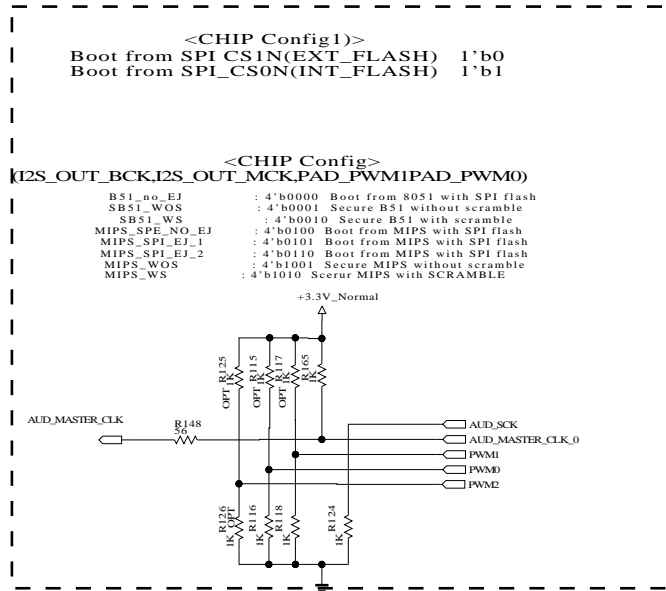 <CHIP Config1)>
Boot from SPI CS1N(EXT_FLASH) 1'b0
Boot from SPI_CS0N(INT_FLASH) 1'b1
<CHIP Config>
(I2S_OUT_BCK,I2S_OUT_MCK,PAD_PWM1PAD_PWM0)
B51_no_EJ : 4'b0000 Boot from 8051 with SPI flash
SB51_WOS : 4'b0001 Secure B51 without scramble
SB51_WS : 4'b0010 Secure B51 with scramble
MIPS_SPE_NO_EJ : 4'b0100 Boot from MIPS with SPI flash
MIPS_SPI_EJ_1 : 4'b0101 Boot from MIPS with SPI flash
MIPS_SPI_EJ_2 : 4'b0110 Boot from MIPS with SPI flash
MIPS_WOS : 4'b1001 Secure MIPS without scramble
MIPS_WS : 4'b1010 Scerur MIPS with SCRAMBLE
+3.3V_Normal
R125
OPT 1K
R115
1K
R117
OPT 1K
R165
1K
AUD_MASTER_CLK
R148
56
AUD_SCK
AUD_MASTER_CLK_0
PWM1
PWM0
PWM2
R126
1K OPT
R116
1K
R118
1K
R124
1K